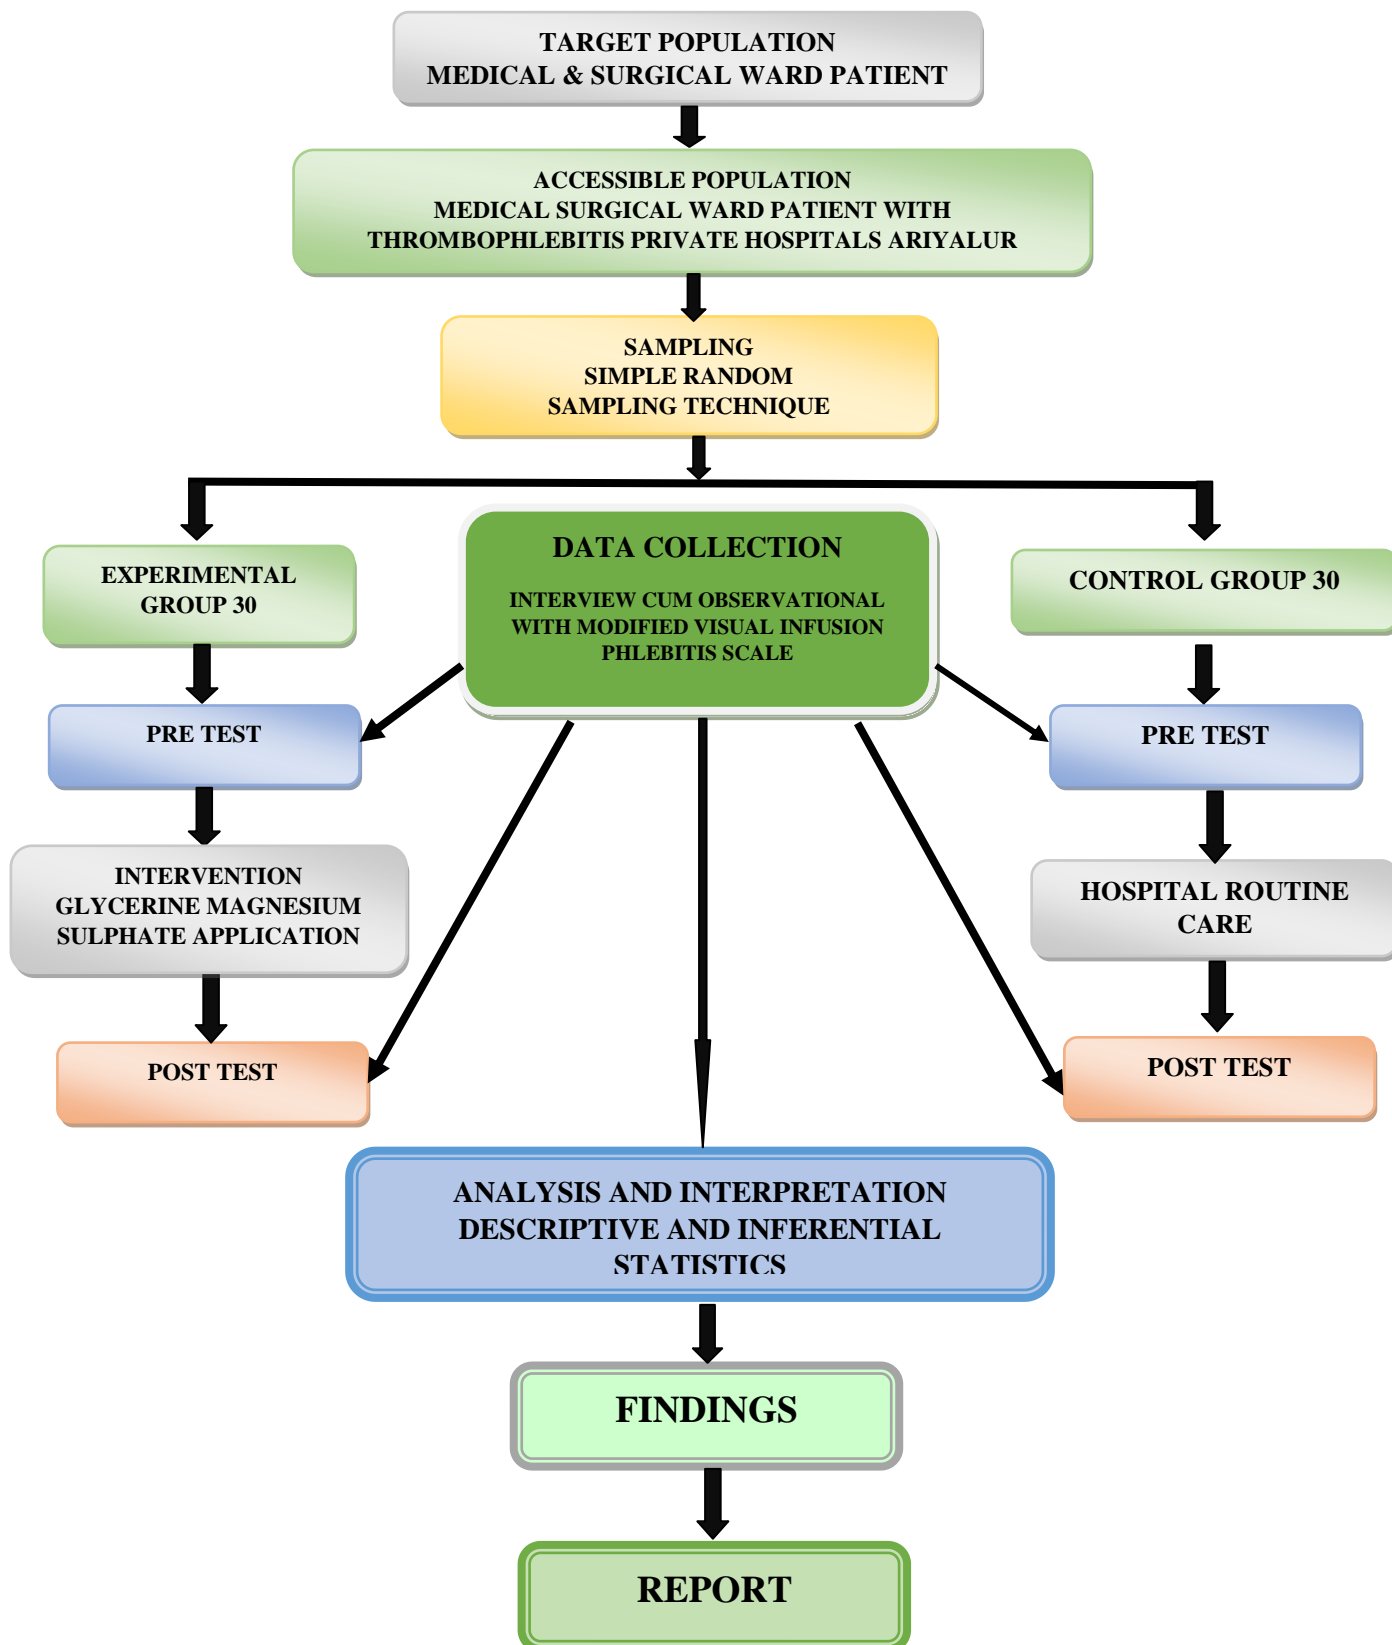 TARGET POPULATION
MEDICAL & SURGICAL WARD PATIENT
ACCESSIBLE POPULATION
MEDICAL SURGICAL WARD PATIENT WITH
THROMBOPHLEBITIS PRIVATE HOSPITALS ARIYALUR
SAMPLING
SIMPLE RANDOM
SAMPLING TECHNIQUE
EXPERIMENTAL
GROUP 30
DATA COLLECTION
INTERVIEW CUM OBSERVATIONAL
WITH MODIFIED VISUAL INFUSION
PHLEBITIS SCALE
CONTROL GROUP 30
PRE TEST
PRE TEST
INTERVENTION
GLYCERINE MAGNESIUM
SULPHATE APPLICATION
HOSPITAL ROUTINE
CARE
POST TEST
POST TEST
ANALYSIS AND INTERPRETATION
DESCRIPTIVE AND INFERENTIAL
STATISTICS
FINDINGS
REPORT